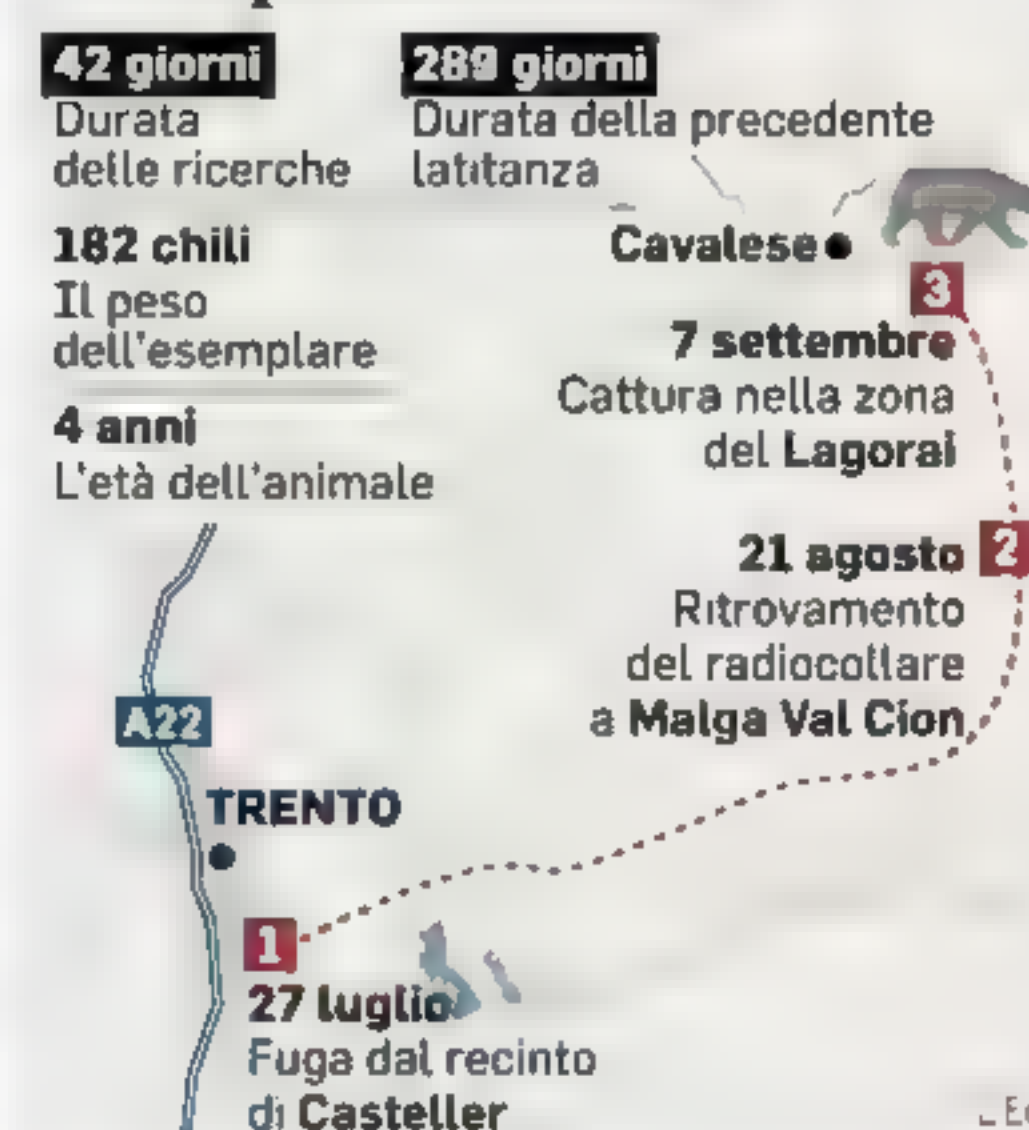 42 giorni
Durata
delle ricerche
289 giorni
Durata della precedente
latitanza
182 chili
Il peso
dell'esemplare
4 anni
L'età dell'animale
Cavalese
3
7 settembre
Cattura nella zona
del Lagorai
2
21 agosto
Ritrovamento
del radiocollare
a Malga Val Cion
A22
TRENTO
1
27 luglio
Fuga dal recinto
di Casteller